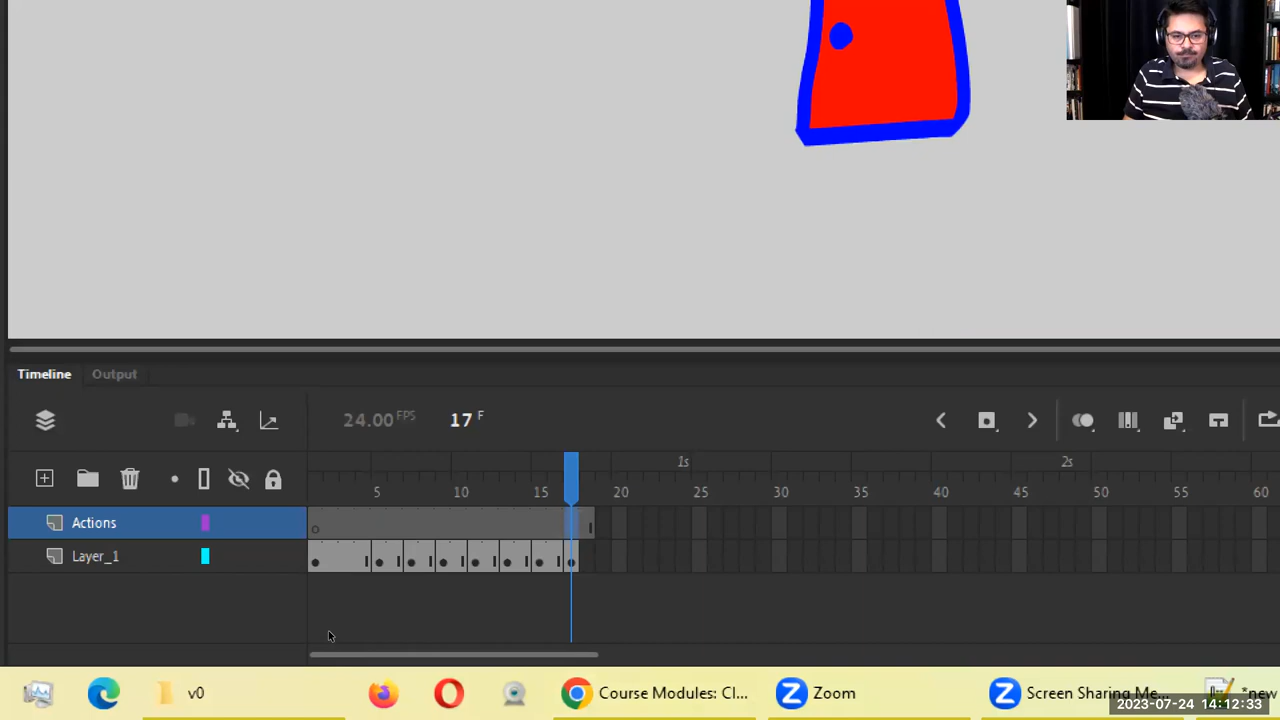 Timeline Output
24.00 FPS 17 F
1s 2s
5 10 15 20 25 30 35 40 45 50 55 60
Actions
Layer_1
v0 Course Modules: Cl... Zoom Screen Sharing Me... *new
2023-07-24 14:12:33